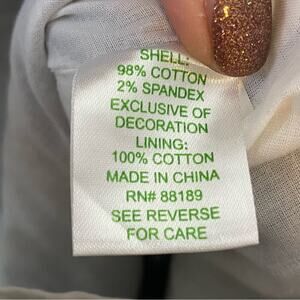 SHELL:
98% COTTON
2% SPANDEX
EXCLUSIVE OF
DECORATION
LINING:
100% COTTON
MADE IN CHINA
RN# 88189
SEE REVERSE
FOR CARE